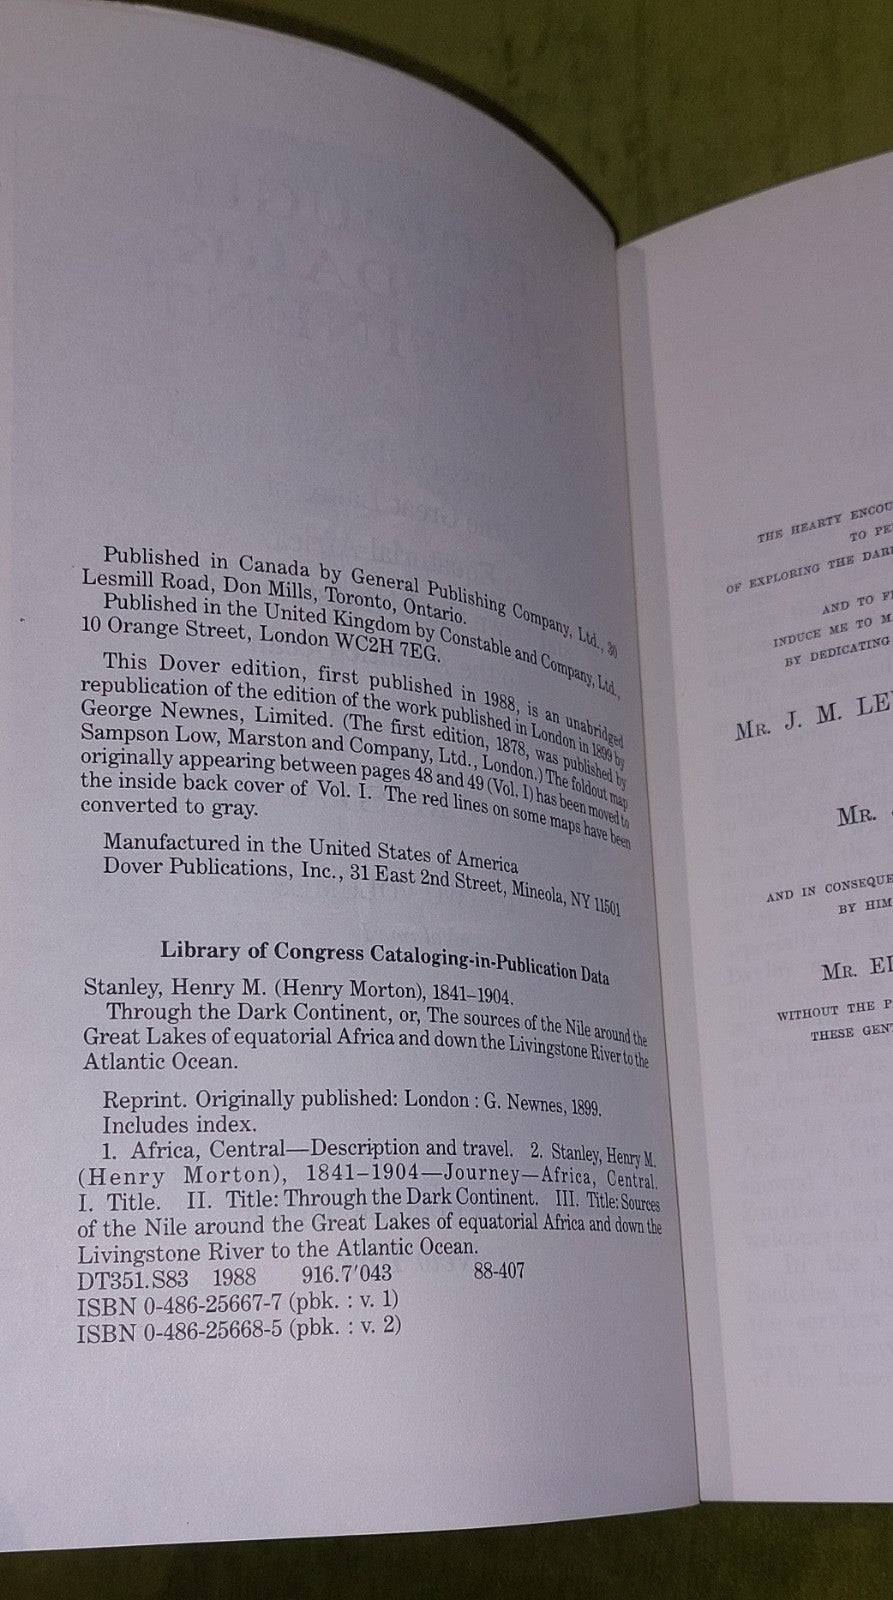 Published in Canada by General Publishing Company, Ltd., 30
Lesmill Road, Don Mills, Toronto, Ontario.
Published in the United Kingdom by Constable and Company, Ltd.,
10 Orange Street, London WC2H 7EG.
This Dover edition, first published in 1988, is an unabridged
republication of the edition of the work published in London in 1899 by
George Newnes, Limited. (The first edition, 1878, was published by
Sampson Low, Marston and Company, Ltd., London.) The foldout map
originally appearing between pages 48 and 49 (Vol. I) has been moved to
the inside back cover of Vol. I. The red lines on some maps have been
converted to gray.
Manufactured in the United States of America
Dover Publications, Inc., 31 East 2nd Street, Mineola, NY 11501
Library of Congress Cataloging-in-Publication Data
Stanley, Henry M. (Henry Morton), 1841–1904.
Through the Dark Continent, or, The sources of the Nile around the
Great Lakes of equatorial Africa and down the Livingstone River to the
Atlantic Ocean.
Reprint. Originally published: London : G. Newnes, 1899.
Includes index.
1. Africa, Central—Description and travel. 2. Stanley, Henry M.
(Henry Morton), 1841–1904—Journey—Africa, Central.
I. Title. II. Title: Through the Dark Continent. III. Title: Sources
of the Nile around the Great Lakes of equatorial Africa and down the
Livingstone River to the Atlantic Ocean.
DT351.S83 1988 916.7′043 88-407
ISBN 0-486-25667-7 (pbk. : v. 1)
ISBN 0-486-25668-5 (pbk. : v. 2)
THE HEARTY ENCOU
TO PE
OF EXPLORING THE DAR
AND TO F
INDUCE ME TO M
BY DEDICATING
MR. J. M. LE
MR.
AND IN CONSEQUE
BY HIM
MR. ED
WITHOUT THE P
THESE GENT